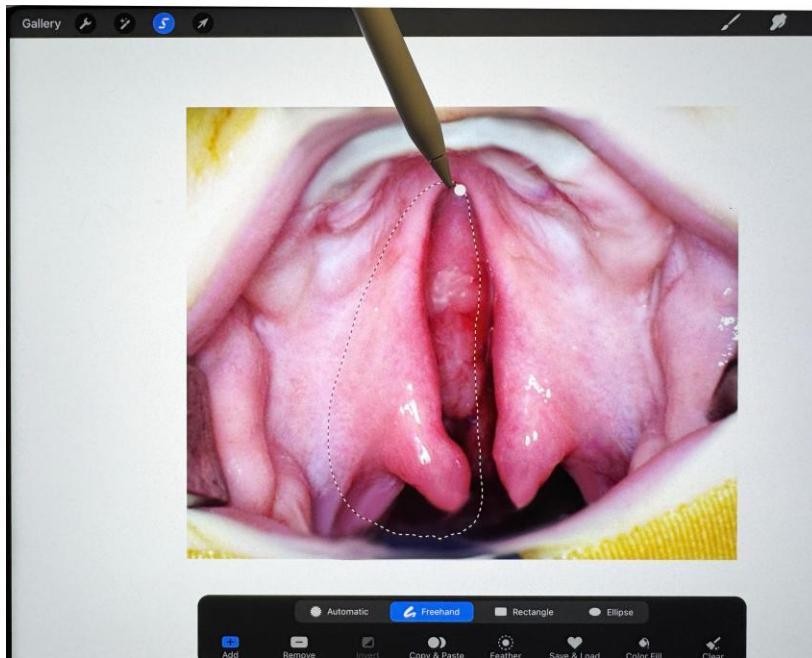 Gallery
Automatic Freehand Rectangle Ellipse
Add Remove Invert Copy & Paste Feather Save & Load Color Fill Clear